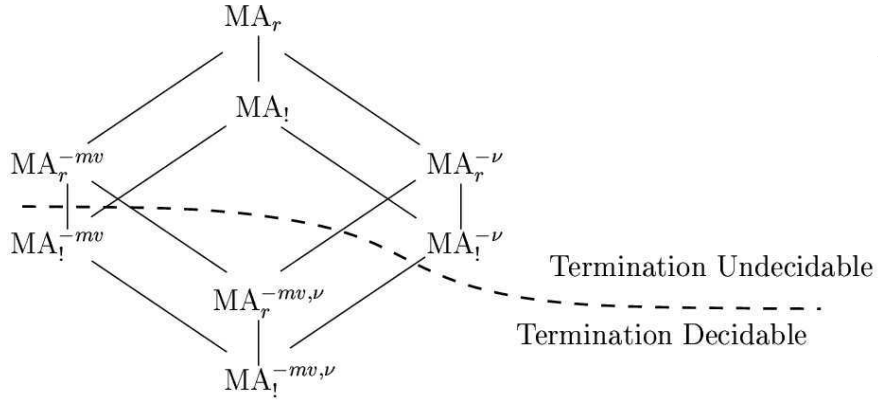 MA_r
MA_!
MA_r^{-mv}
MA_r^{-ν}
MA_!^{-mv}
MA_!^{-ν}
Termination Undecidable
MA_r^{-mv,ν}
Termination Decidable
MA_!^{-mv,ν}